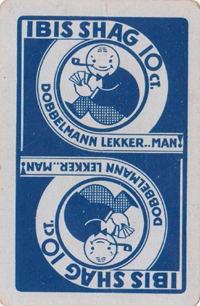 IBIS SHAG 10 CT.
DOBBELMANN LEKKER..MAN!
DOBBELMANN LEKKER..MAN!
IBIS SHAG 10 CT.